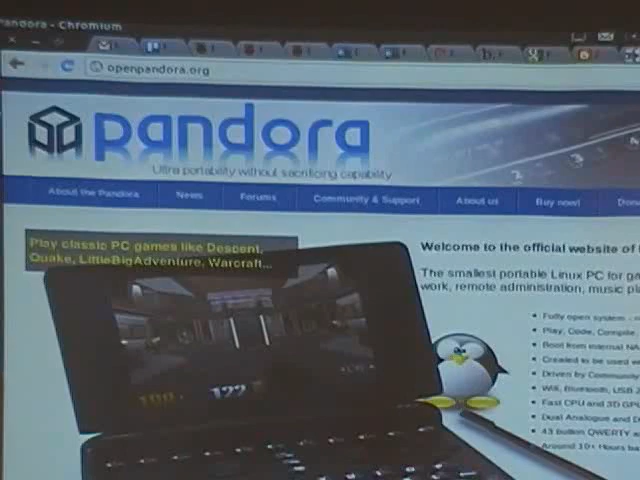 Pandora - Chromium
openpandora.org
pandora
Ultra portability without sacrificing capability
About the Pandora News Forums Community & Support About us Buy now! Dona
Play classic PC games like Descent,
Quake, LittleBigAdventure, Warcraft...
Welcome to the official website of
The smallest portable Linux PC for ga
work, remote administration, music pl
Fully open system -
Play, Code, Compile,
Boot from internal NA
Created to be used
Driven by Community
Wifi, Bluetooth, USB 2
Fast CPU and 3D GPU
Dual Analogue and D
43 button QWERTY
Around 10+ Hours ba
122